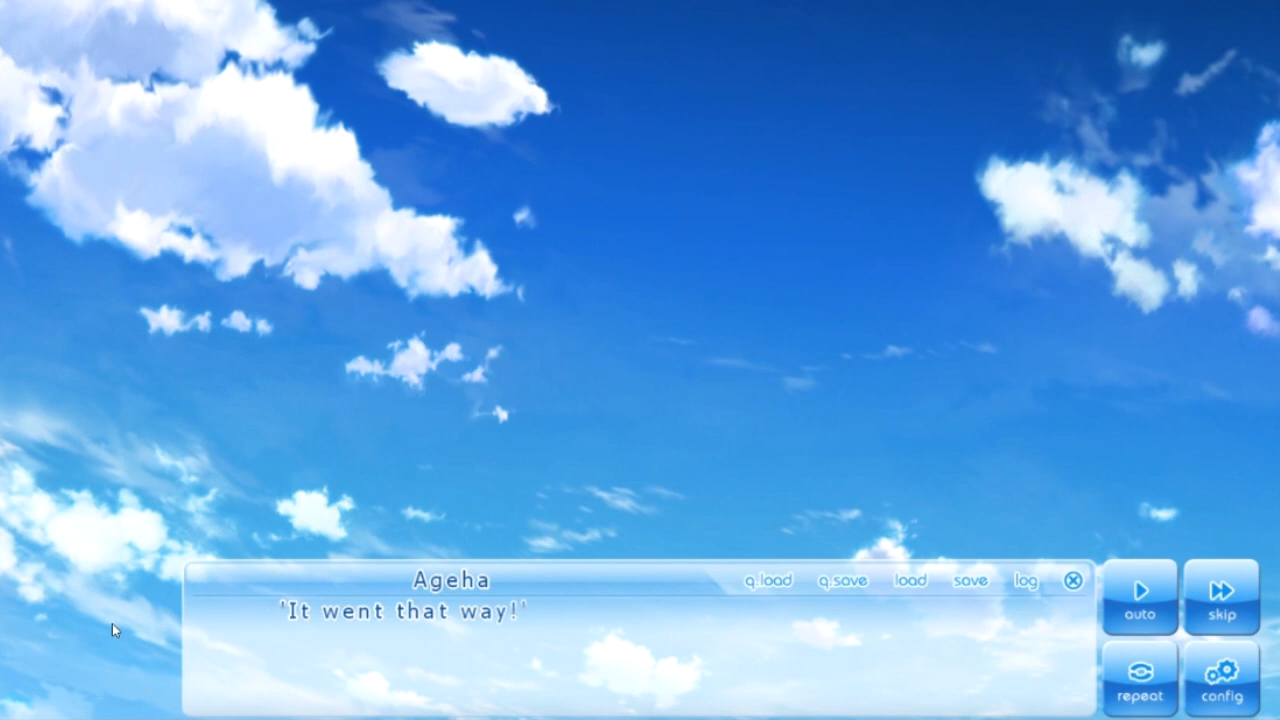 Ageha
q.load q.save load save log
'It went that way!'
auto
skip
repeat
config